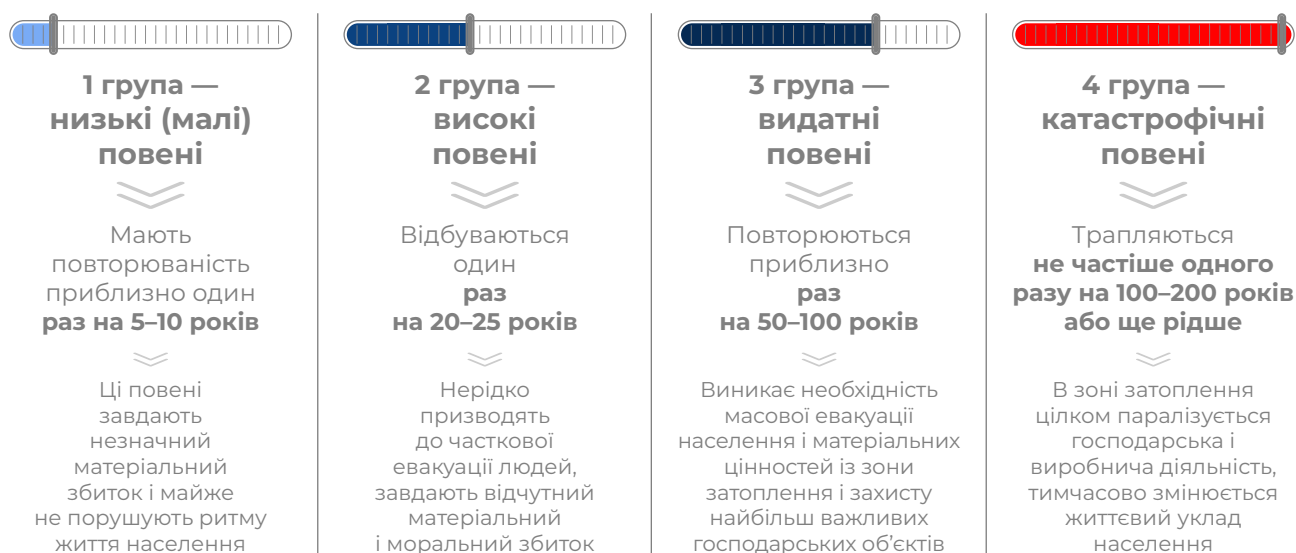 1 група —
низькі (малі)
повені
Мають
повторюваність
приблизно один
раз на 5–10 років
Ці повені
завдають
незначний
матеріальний
збиток і майже
не порушують ритму
життя населення
2 група —
високі
повені
Відбуваються
один
раз
на 20–25 років
Нерідко
призводять
до часткової
евакуації людей,
завдають відчутний
матеріальний
і моральний збиток
3 група —
видатні
повені
Повторюються
приблизно
раз
на 50–100 років
Виникає необхідність
масової евакуації
населення і матеріальних
цінностей із зони
затоплення і захисту
найбільш важливих
господарських об’єктів
4 група —
катастрофічні
повені
Трапляються
не частіше одного
разу на 100–200 років
або ще рідше
В зоні затоплення
цілком паралізується
господарська і
виробнича діяльність,
тимчасово змінюється
життєвий уклад
населення